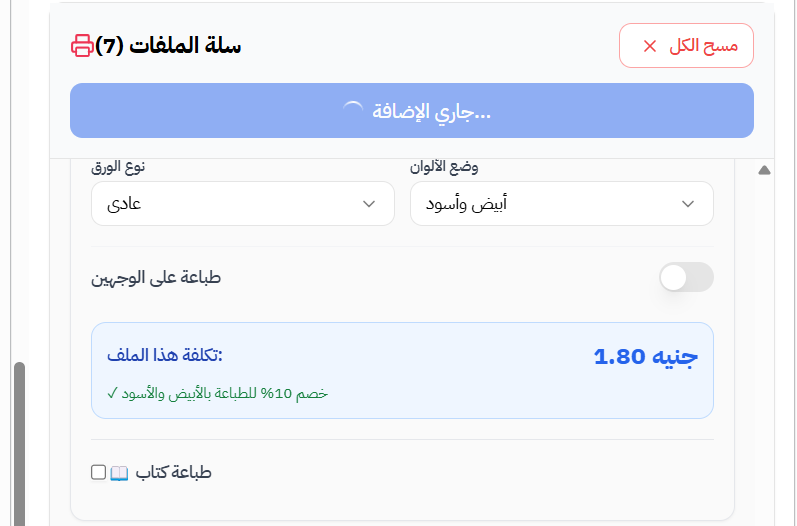 سلة الملفات (7)
مسح الكل
جاري الإضافة...
نوع الورق
وضع الألوان
عادى
أبيض وأسود
طباعة على الوجهين
تكلفة هذا الملف:
1.80 جنيه
✓ خصم 10% للطباعة بالأبيض والأسود
📖 طباعة كتاب